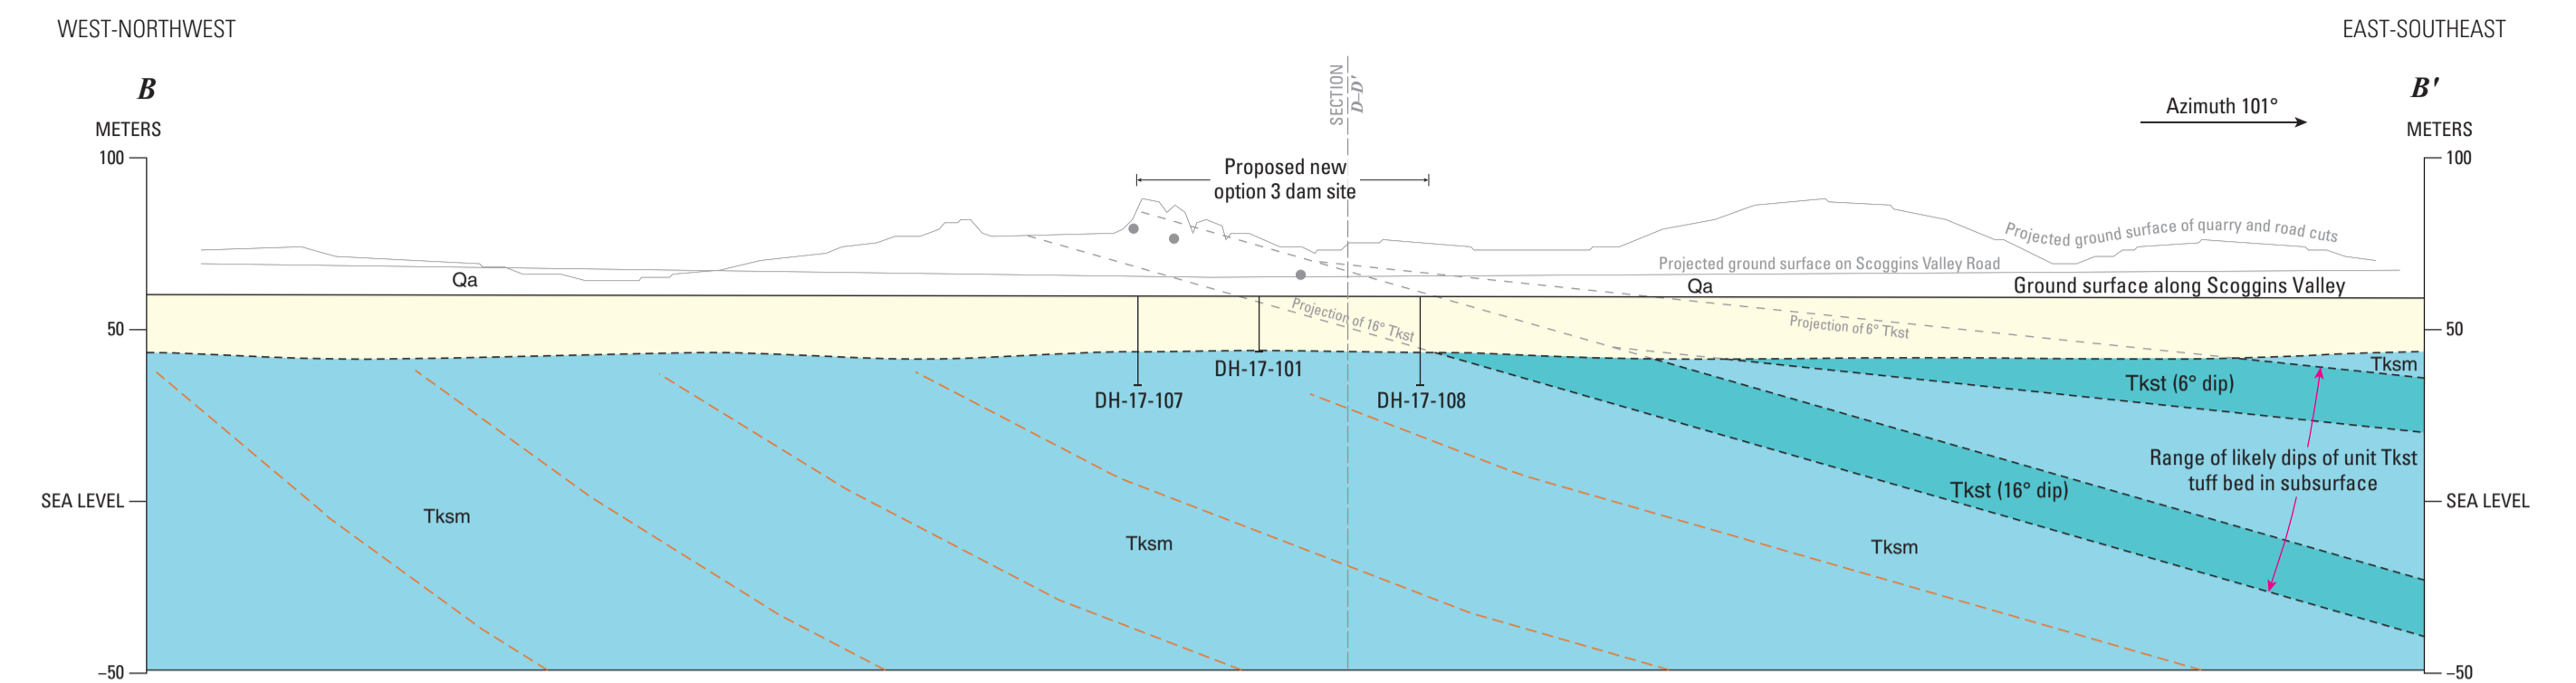 WEST-NORTHWEST
EAST-SOUTHEAST
B
B'
SECTION
D–D'
Azimuth 101°
METERS
METERS
100
100
Proposed new
option 3 dam site
Projected ground surface of quarry and road cuts
Projected ground surface on Scoggins Valley Road
Qa
Qa
Ground surface along Scoggins Valley
Projection of 16° Tkst
Projection of 6° Tkst
50
50
DH-17-101
Tksm
Tkst (6° dip)
DH-17-107
DH-17-108
Range of likely dips of unit Tkst
tuff bed in subsurface
Tkst (16° dip)
SEA LEVEL
SEA LEVEL
Tksm
Tksm
Tksm
–50
–50